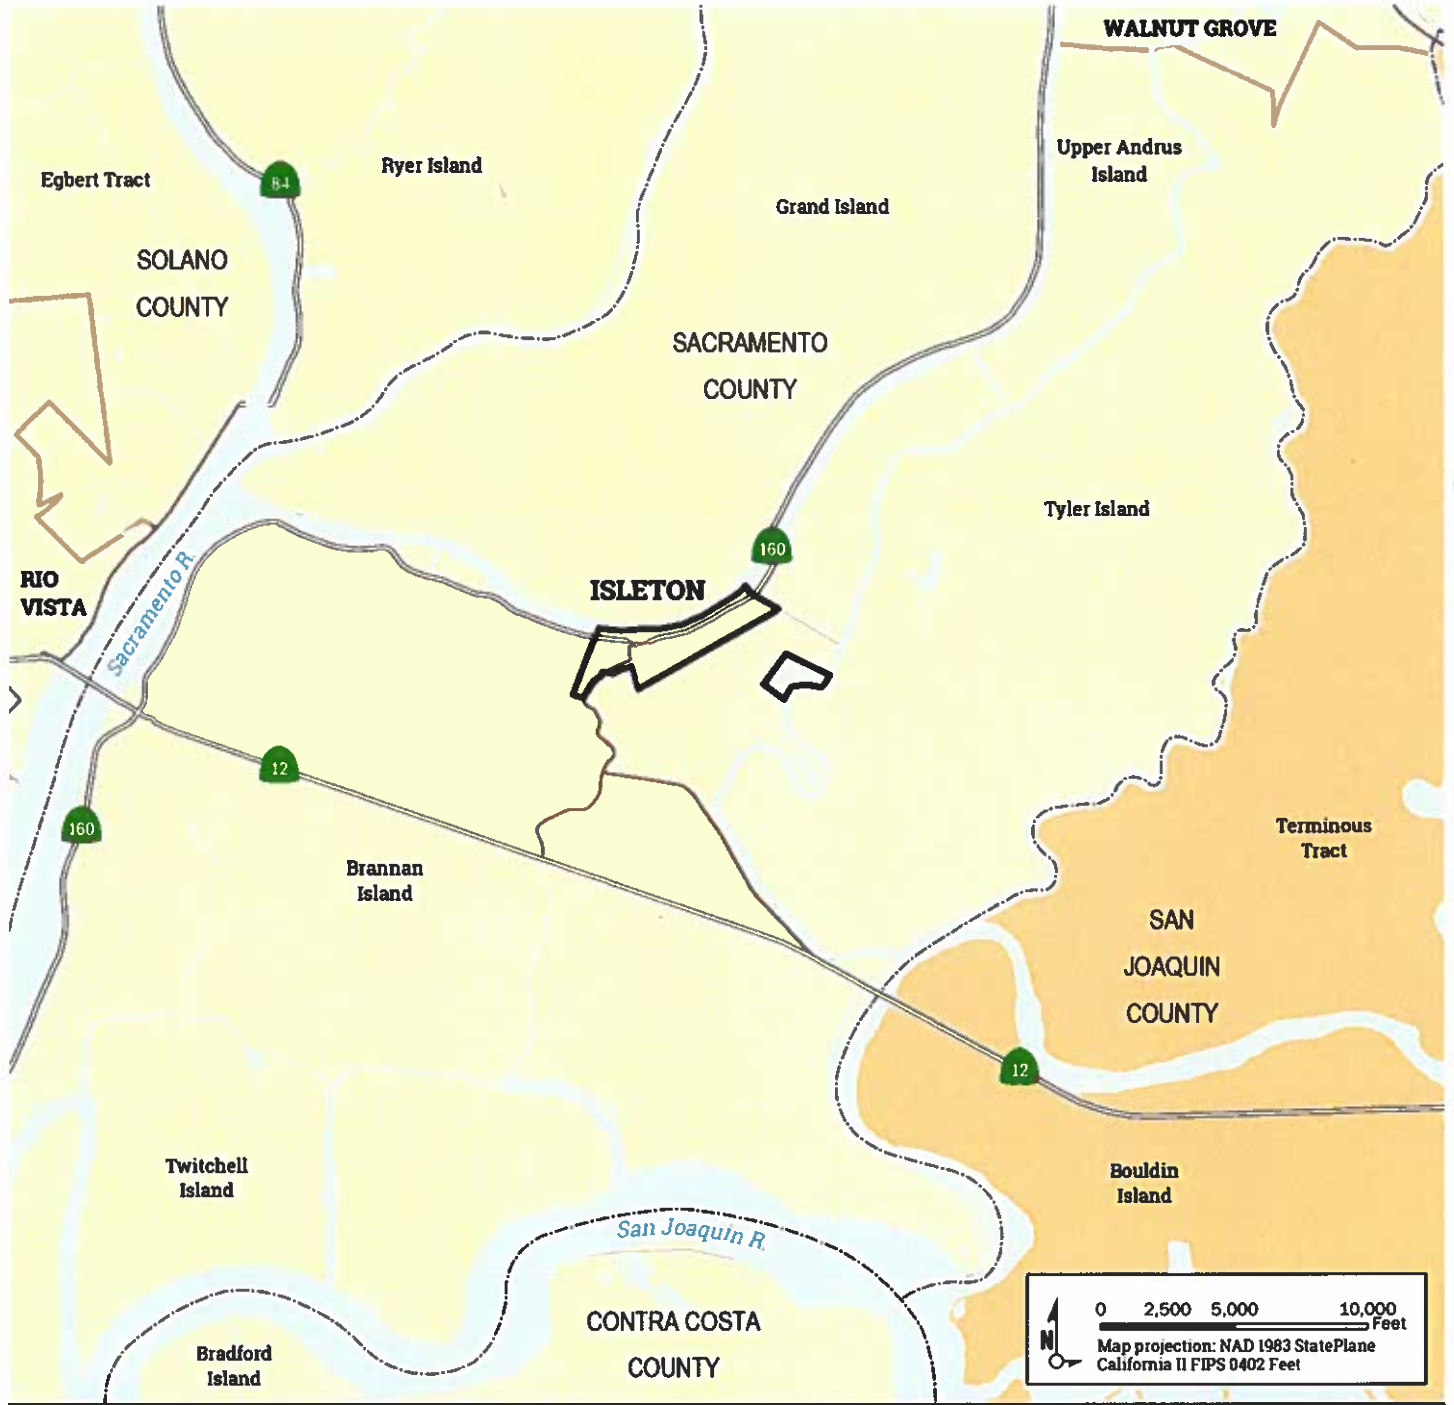 WALNUT GROVE
Upper Andrus
Island
84
Ryer Island
Egbert Tract
Grand Island
SOLANO
COUNTY
SACRAMENTO
COUNTY
Tyler Island
160
RIO
VISTA
Sacramento R.
ISLETON
12
160
Brannan
Island
Terminous
Tract
SAN
JOAQUIN
COUNTY
12
Twitchell
Island
Bouldin
Island
San Joaquin R.
CONTRA COSTA
COUNTY
Bradford
Island
0 2,500 5,000 10,000
Feet
N
Map projection: NAD 1983 StatePlane
California II FIPS 0402 Feet